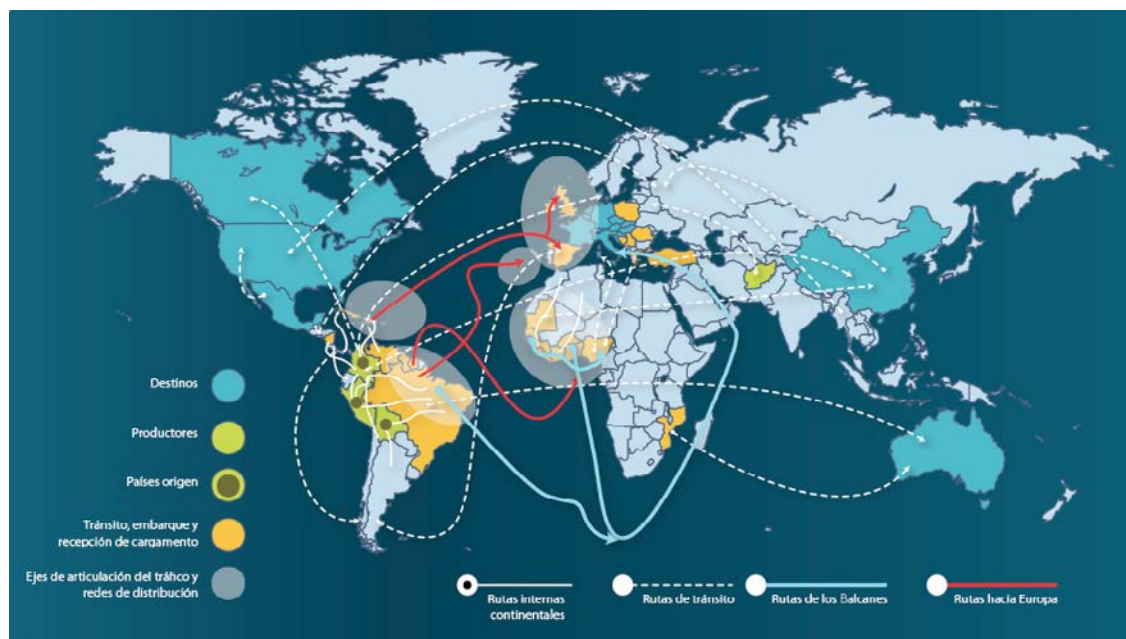 Destinos
Productores
Países origen
Tránsito, embarque y
recepción de cargamento
Ejes de articulación del tráfico y
redes de distribución
Rutas internas
continentales
Rutas de tránsito
Rutas de los Balcanes
Rutas hacia Europa